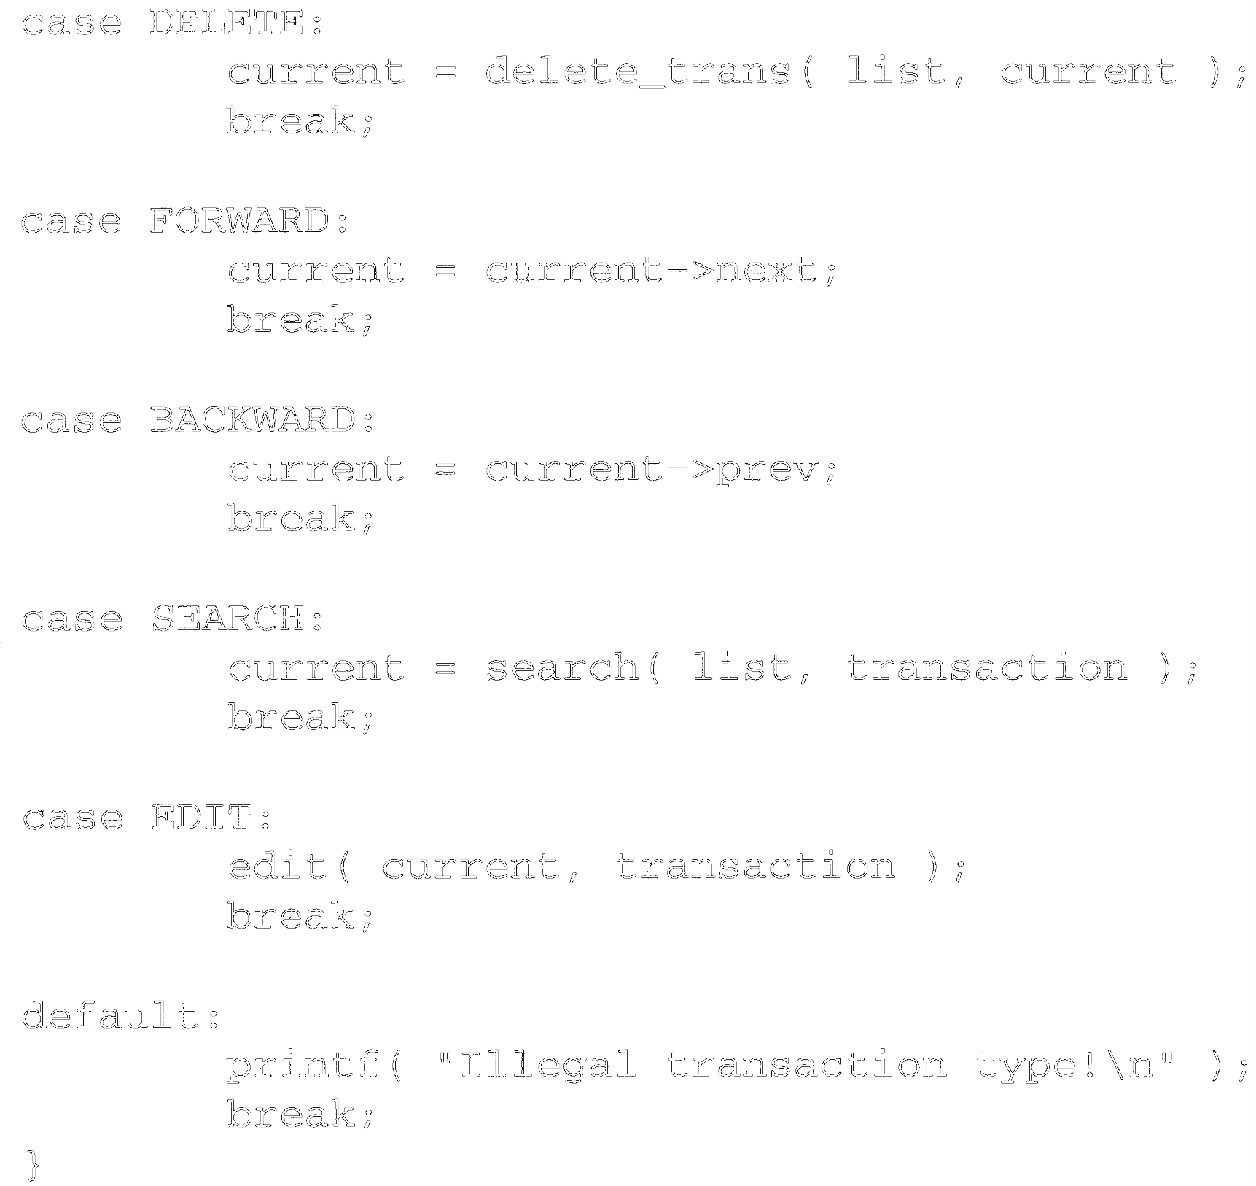 case DELETE:
current = delete_trans( list, current );
break;
case FORWARD:
current = current->next;
break;
case BACKWARD:
current = current->prev;
break;
case SEARCH:
current = search( list, transaction );
break;
case EDIT:
edit( current, transaction );
break;
default:
printf( "Illegal transaction type!\n" );
break;
}